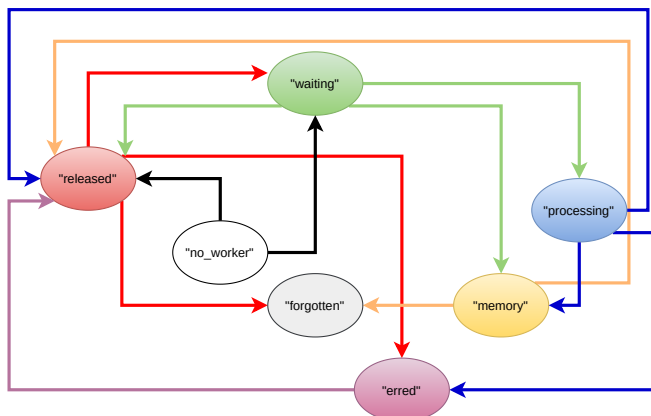 "waiting"
"released"
"processing"
"no_worker"
"forgotten"
"memory"
"erred"